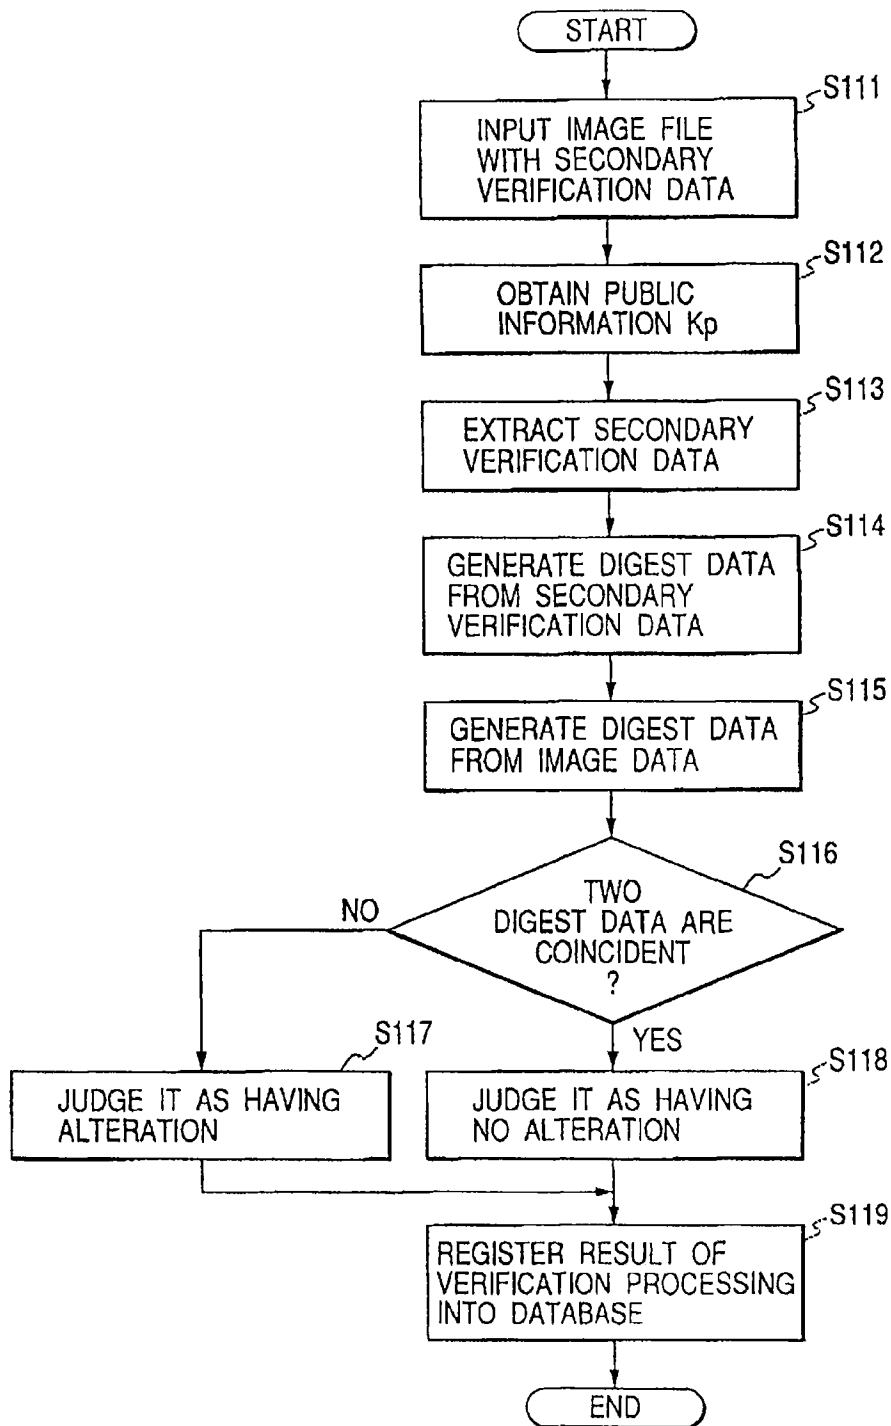 START
S111
INPUT IMAGE FILE
WITH SECONDARY
VERIFICATION DATA
S112
OBTAIN PUBLIC
INFORMATION Kp
S113
EXTRACT SECONDARY
VERIFICATION DATA
S114
GENERATE DIGEST DATA
FROM SECONDARY
VERIFICATION DATA
S115
GENERATE DIGEST DATA
FROM IMAGE DATA
S116
TWO
DIGEST DATA ARE
COINCIDENT
?
NO
YES
S117
JUDGE IT AS HAVING
ALTERATION
S118
JUDGE IT AS HAVING
NO ALTERATION
S119
REGISTER RESULT OF
VERIFICATION PROCESSING
INTO DATABASE
END